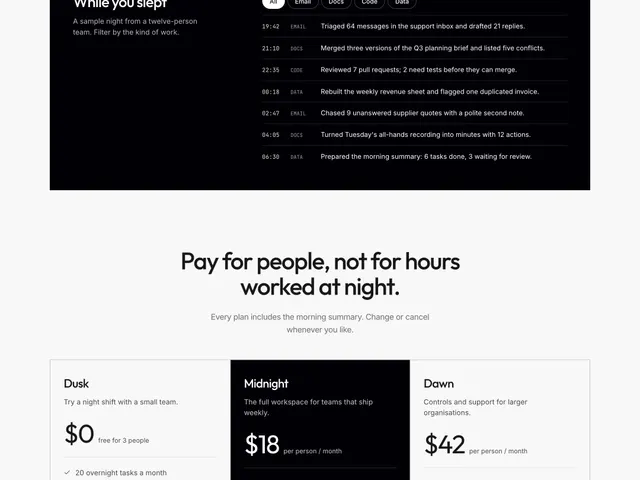 While you slept
A sample night from a twelve-person
team. Filter by the kind of work.
All Email Docs Code Data
19:42 EMAIL Triaged 64 messages in the support inbox and drafted 21 replies.
21:10 DOCS Merged three versions of the Q3 planning brief and listed five conflicts.
22:35 CODE Reviewed 7 pull requests; 2 need tests before they can merge.
00:18 DATA Rebuilt the weekly revenue sheet and flagged one duplicated invoice.
02:47 EMAIL Chased 9 unanswered supplier quotes with a polite second note.
04:05 DOCS Turned Tuesday's all-hands recording into minutes with 12 actions.
06:30 DATA Prepared the morning summary: 6 tasks done, 3 waiting for review.
Pay for people, not for hours
worked at night.
Every plan includes the morning summary. Change or cancel
whenever you like.
Dusk
Try a night shift with a small team.
$0 free for 3 people
✓ 20 overnight tasks a month
Midnight
The full workspace for teams that ship
weekly.
$18 per person / month
Dawn
Controls and support for larger
organisations.
$42 per person / month